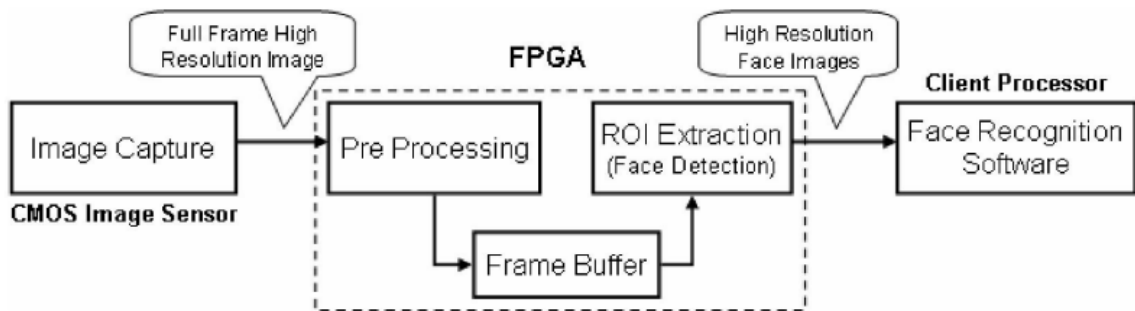 Full Frame High
Resolution Image
FPGA
High Resolution
Face Images
Client Processor
Image Capture
Pre Processing
ROI Extraction
(Face Detection)
Face Recognition
Software
CMOS Image Sensor
Frame Buffer